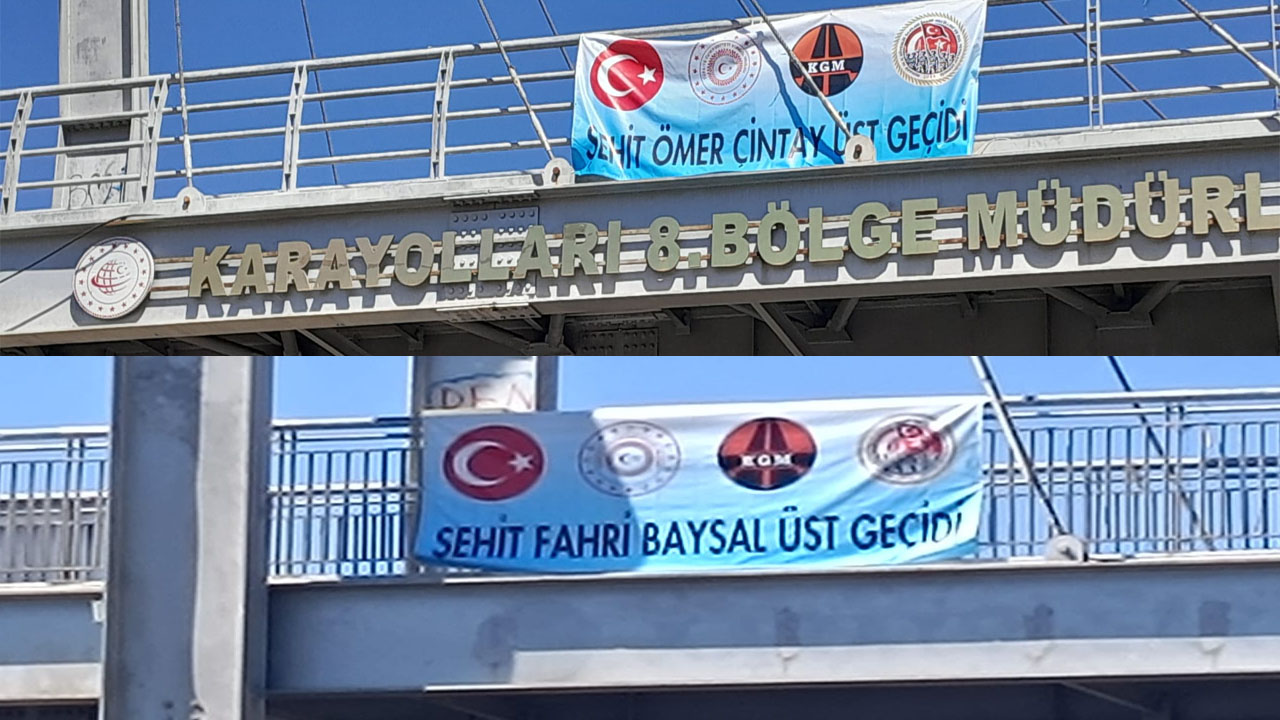 KGM
ŞEHİT ÖMER ÇİNTAY ÜST GEÇİDİ
KARAYOLLARI 8.BÖLGE MÜDÜRL
KGM
ŞEHİT FAHRİ BAYSAL ÜST GEÇİDİ